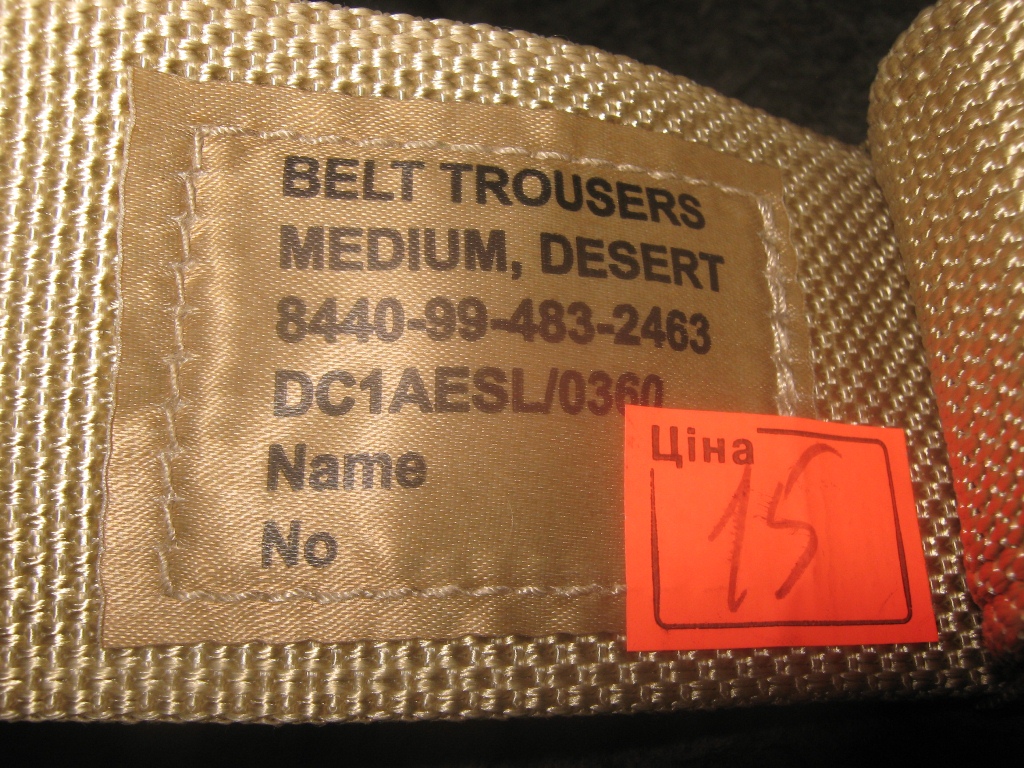 BELT TROUSERS
MEDIUM, DESERT
8440-99-483-2463
DC1AESL/0360
Name
No
Ціна
15